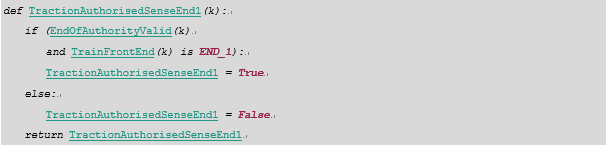 def TractionAuthorisedSenseEnd1(k):
if (EndOfAuthorityValid(k)
and TrainFrontEnd(k) is END_1):
TractionAuthorisedSenseEnd1 = True
else:
TractionAuthorisedSenseEnd1 = False
return TractionAuthorisedSenseEnd1